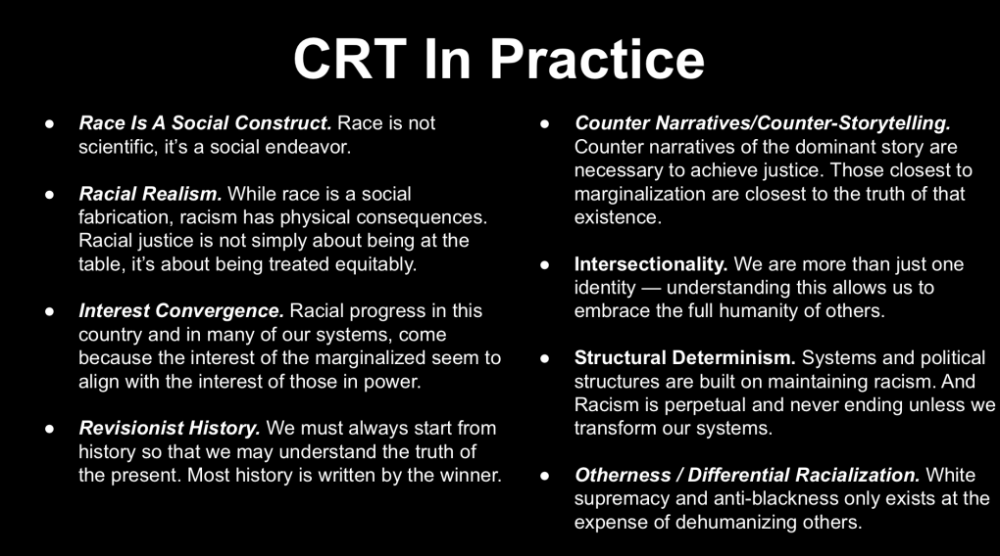 CRT In Practice
● Race Is A Social Construct. Race is not
scientific, it's a social endeavor.
● Racial Realism. While race is a social
fabrication, racism has physical consequences.
Racial justice is not simply about being at the
table, it's about being treated equitably.
● Interest Convergence. Racial progress in this
country and in many of our systems, come
because the interest of the marginalized seem to
align with the interest of those in power.
● Revisionist History. We must always start from
history so that we may understand the truth of
the present. Most history is written by the winner.
● Counter Narratives/Counter-Storytelling.
Counter narratives of the dominant story are
necessary to achieve justice. Those closest to
marginalization are closest to the truth of that
existence.
● Intersectionality. We are more than just one
identity — understanding this allows us to
embrace the full humanity of others.
● Structural Determinism. Systems and political
structures are built on maintaining racism. And
Racism is perpetual and never ending unless we
transform our systems.
● Otherness / Differential Racialization. White
supremacy and anti-blackness only exists at the
expense of dehumanizing others.